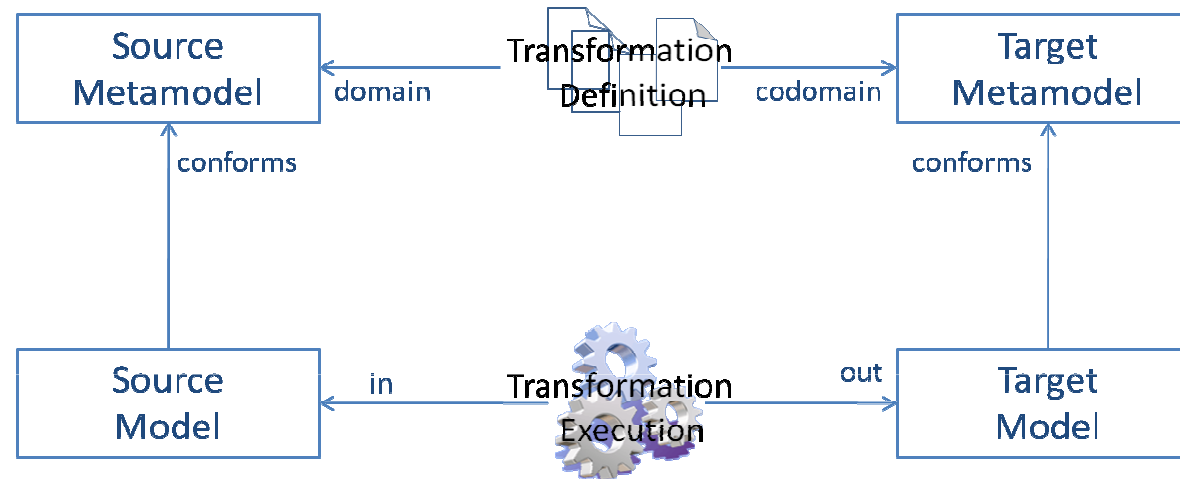 Source
Metamodel
Transformation
Definition
Target
Metamodel
domain
codomain
conforms
conforms
Source
Model
in
Transformation
Execution
out
Target
Model